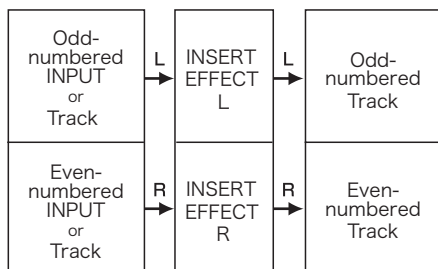 Odd-
numbered
INPUT
or
Track
L
INSERT
EFFECT
L
L
Odd-
numbered
Track
Even-
numbered
INPUT
or
Track
R
INSERT
EFFECT
R
R
Even-
numbered
Track